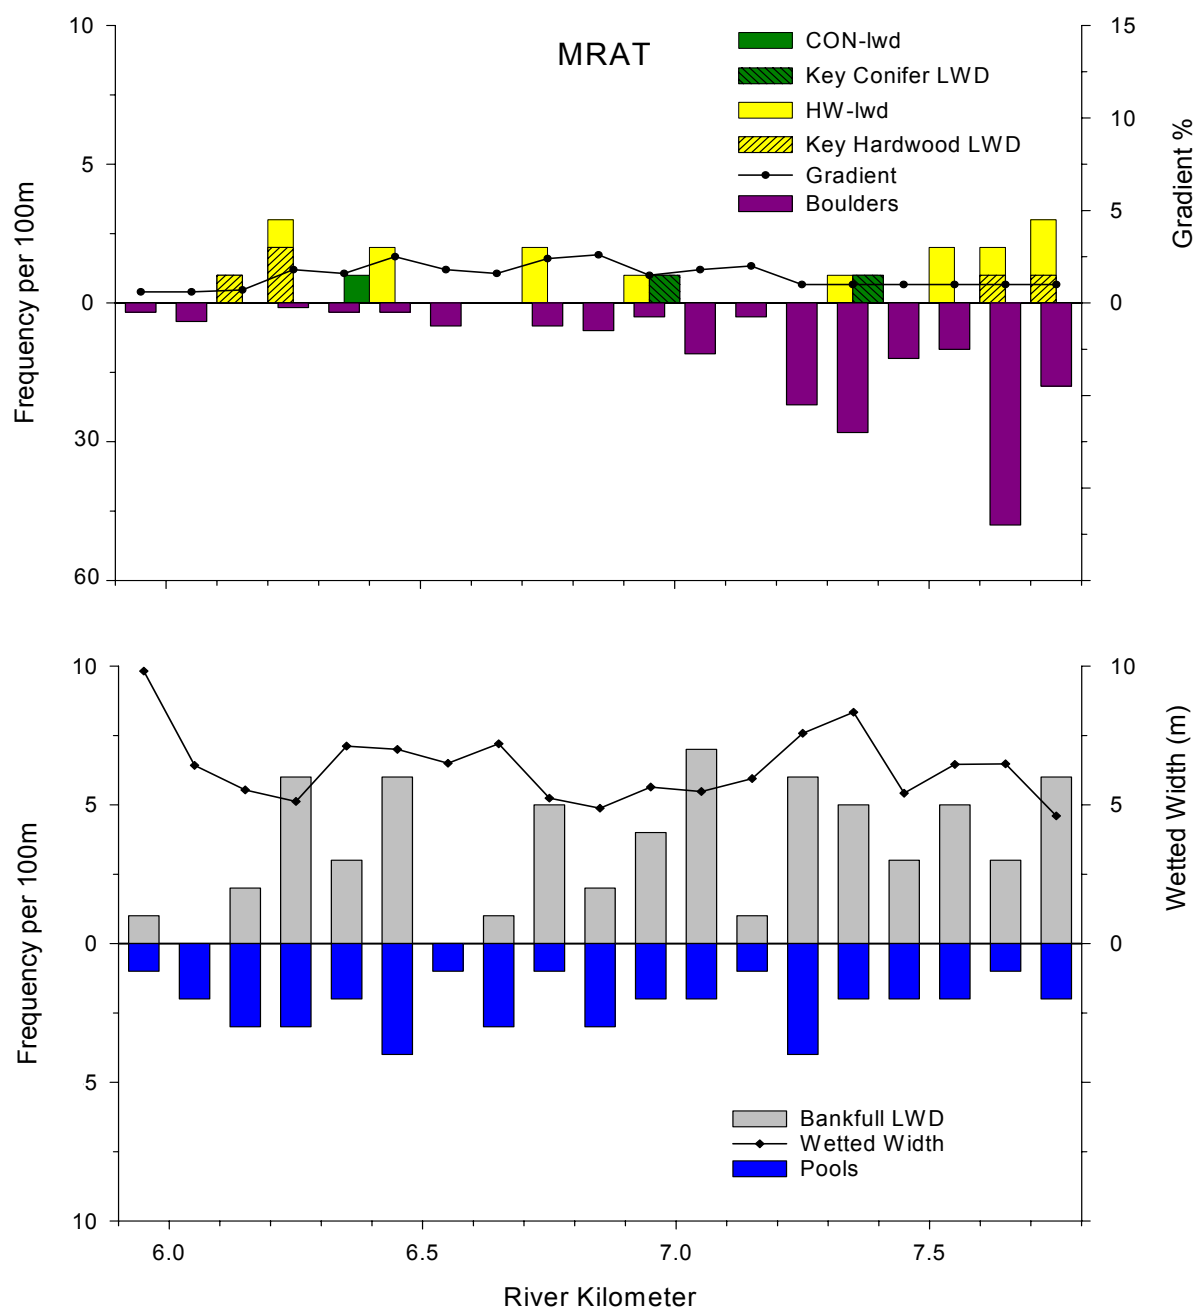 MRAT
CON-lwd
Key Conifer LWD
HW-lwd
Key Hardwood LWD
Gradient
Boulders
10
5
0
30
60
Frequency per 100m
15
10
5
0
Gradient %
10
5
0
5
10
Frequency per 100m
10
5
0
Wetted Width (m)
Bankfull LWD
Wetted Width
Pools
6.0 6.5 7.0 7.5
River Kilometer